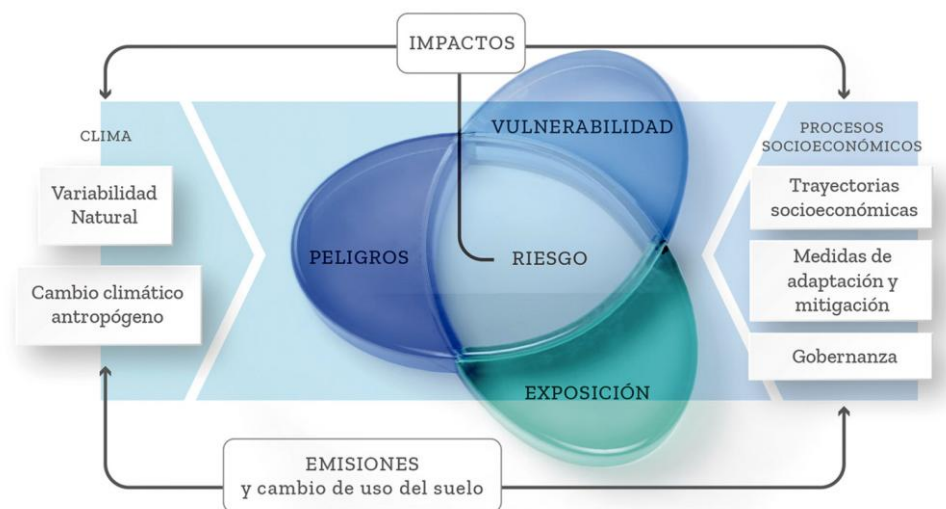 IMPACTOS
CLIMA
Variabilidad
Natural
Cambio climático
antropógeno
VULNERABILIDAD
PELIGROS
RIESGO
EXPOSICIÓN
PROCESOS
SOCIOECONÓMICOS
Trayectorias
socioeconómicas
Medidas de
adaptación y
mitigación
Gobernanza
EMISIONES
y cambio de uso del suelo